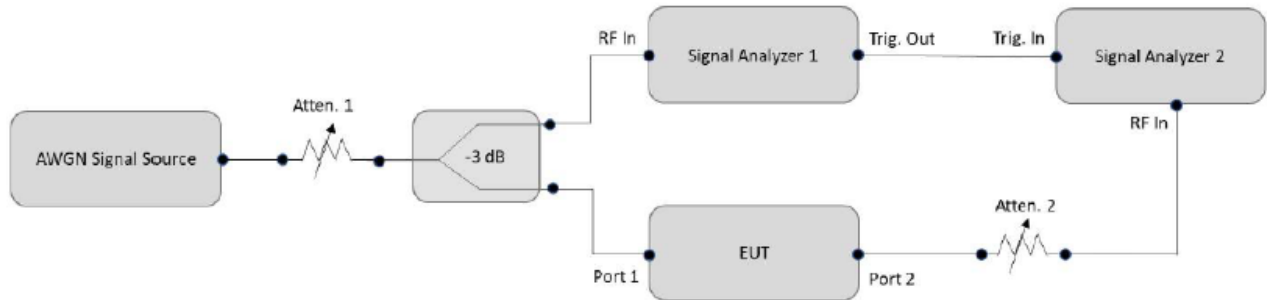 RF In
Signal Analyzer 1
Trig. Out
Trig. In
Signal Analyzer 2
RF In
Atten. 1
AWGN Signal Source
-3 dB
Atten. 2
EUT
Port 1
Port 2